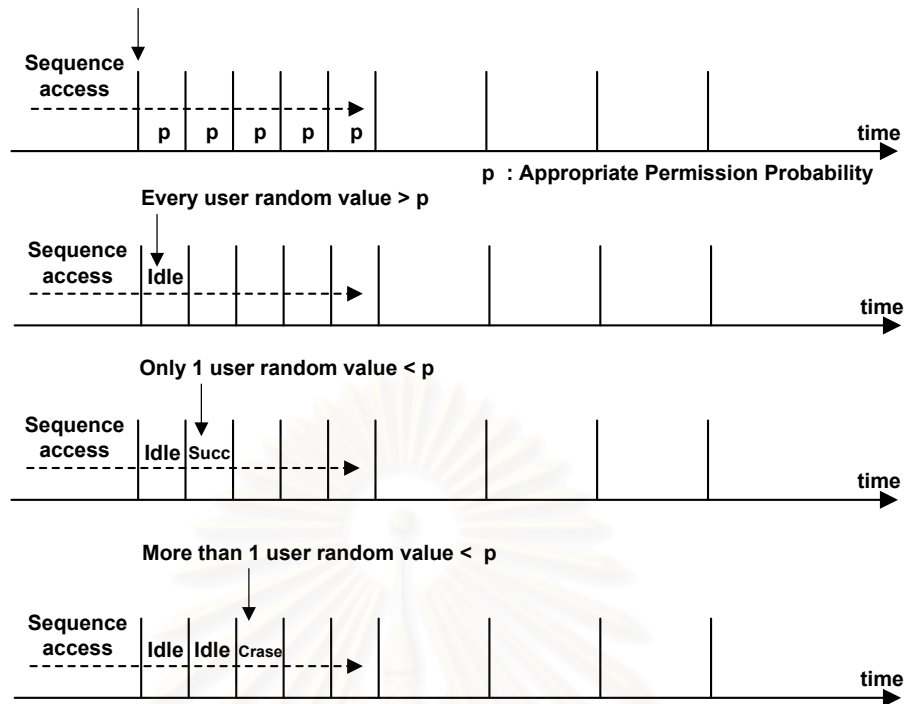 Sequence
access
p p p p p
time
p : Appropriate Permission Probability
Every user random value > p
Sequence
access
Idle
time
Only 1 user random value < p
Sequence
access
Idle Succ
time
More than 1 user random value < p
Sequence
access
Idle Idle Crase
time